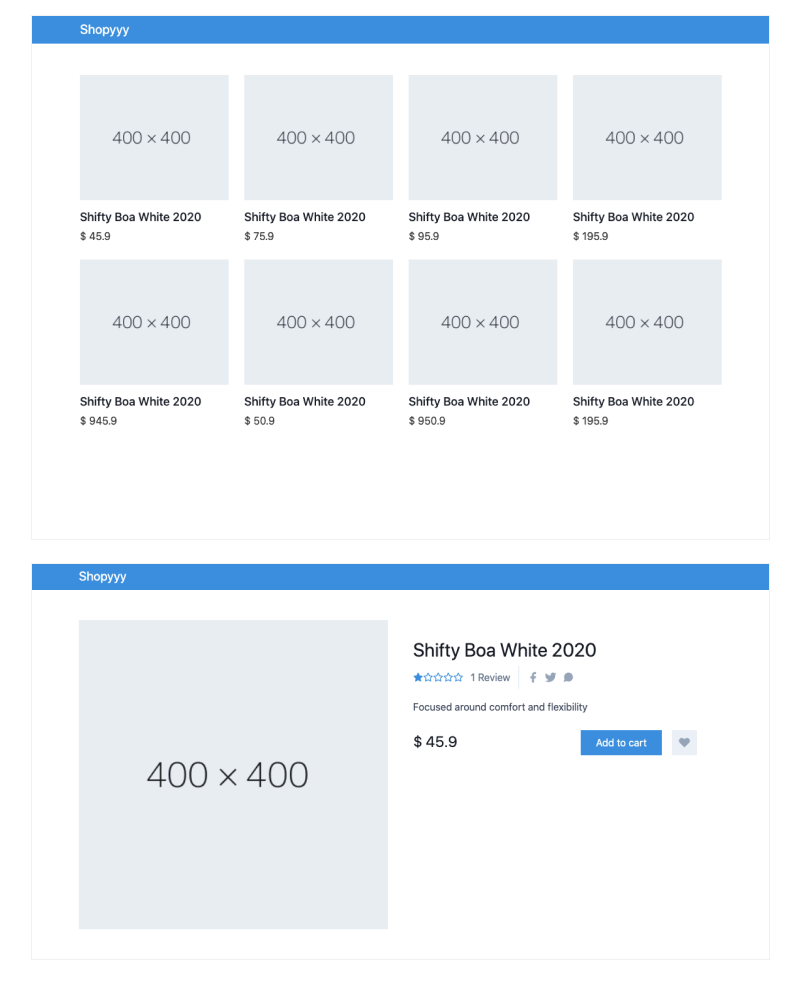 Shopyyy
400 × 400 400 × 400 400 × 400 400 × 400
Shifty Boa White 2020 Shifty Boa White 2020 Shifty Boa White 2020 Shifty Boa White 2020
$ 45.9 $ 75.9 $ 95.9 $ 195.9
400 × 400 400 × 400 400 × 400 400 × 400
Shifty Boa White 2020 Shifty Boa White 2020 Shifty Boa White 2020 Shifty Boa White 2020
$ 945.9 $ 50.9 $ 950.9 $ 195.9
Shopyyy
400 × 400
Shifty Boa White 2020
1 Review
Focused around comfort and flexibility
$ 45.9 Add to cart